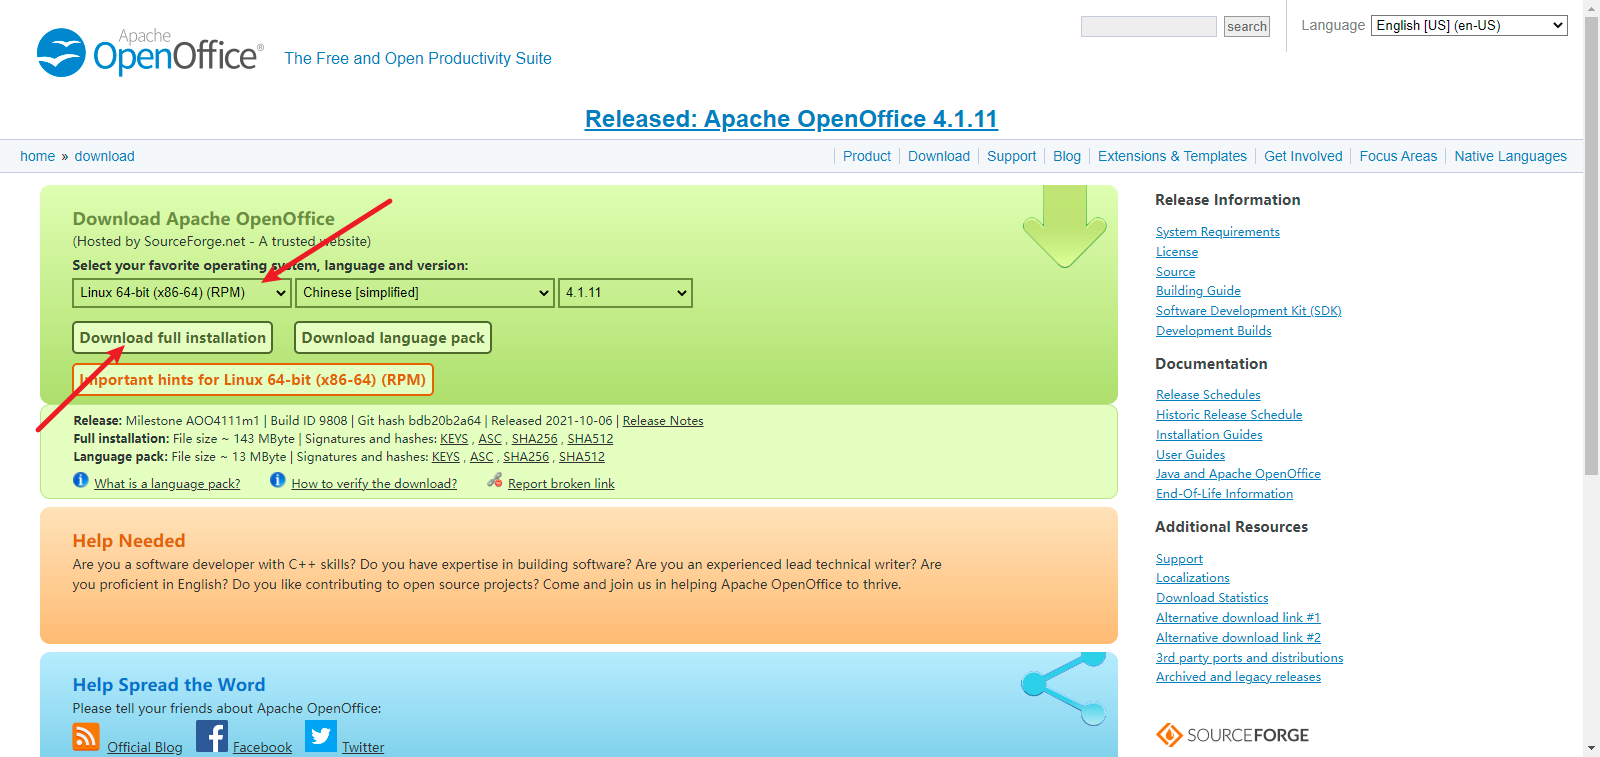 Apache
OpenOffice®
The Free and Open Productivity Suite
search
Language
English [US] (en-US)
Released: Apache OpenOffice 4.1.11
home » download
Product
Download
Support
Blog
Extensions & Templates
Get Involved
Focus Areas
Native Languages
Download Apache OpenOffice
(Hosted by SourceForge.net - A trusted website)
Select your favorite operating system, language and version:
Linux 64-bit (x86-64) (RPM)
Chinese [simplified]
4.1.11
Download full installation
Download language pack
Important hints for Linux 64-bit (x86-64) (RPM)
Release: Milestone AOO4111m1 | Build ID 9808 | Git hash bdb20b2a64 | Released 2021-10-06 | Release Notes
Full installation: File size ~ 143 MByte | Signatures and hashes: KEYS , ASC , SHA256 , SHA512
Language pack: File size ~ 13 MByte | Signatures and hashes: KEYS , ASC , SHA256 , SHA512
What is a language pack?
How to verify the download?
Report broken link
Help Needed
Are you a software developer with C++ skills? Do you have expertise in building software? Are you an experienced lead technical writer? Are
you proficient in English? Do you like contributing to open source projects? Come and join us in helping Apache OpenOffice to thrive.
Help Spread the Word
Please tell your friends about Apache OpenOffice:
Official Blog
Facebook
Twitter
Release Information
System Requirements
License
Source
Building Guide
Software Development Kit (SDK)
Development Builds
Documentation
Release Schedules
Historic Release Schedule
Installation Guides
User Guides
Java and Apache OpenOffice
End-Of-Life Information
Additional Resources
Support
Localizations
Download Statistics
Alternative download link #1
Alternative download link #2
3rd party ports and distributions
Archived and legacy releases
SOURCEFORGE